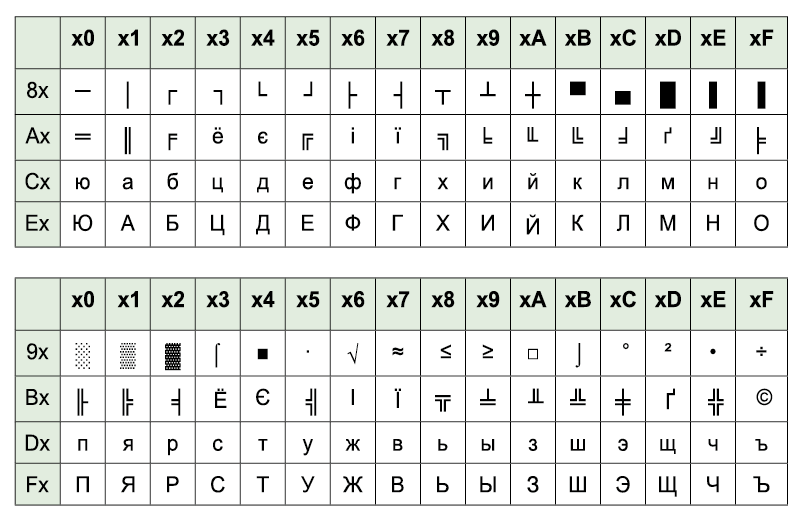 x0 x1 x2 x3 x4 x5 x6 x7 x8 x9 xA xB xC xD xE xF
8x ─ │ ┌ ┐ └ ┘ ├ ┤ ┬ ┴ ┼ ▀ ▄ █ ▌ ▐
Ax ═ ║ ╒ ё є ╔ і ї ╗ ╘ ╙ ╚ ╛ ґ ╝ ╞
Cx ю а б ц д е ф г х и й к л м н о
Ex Ю А Б Ц Д Е Ф Г Х И Й К Л М Н О
x0 x1 x2 x3 x4 x5 x6 x7 x8 x9 xA xB xC xD xE xF
9x ░ ▒ ▓ ⌠ ■ · √ ≈ ≤ ≥ □ ⌡ ° ² • ÷
Bx ╟ ╠ ╡ Ё Є ╣ І Ї ╦ ╧ ╨ ╩ ╪ Ґ ╬ ©
Dx п я р с т у ж в ь ы з ш э щ ч ъ
Fx П Я Р С Т У Ж В Ь Ы З Ш Э Щ Ч Ъ